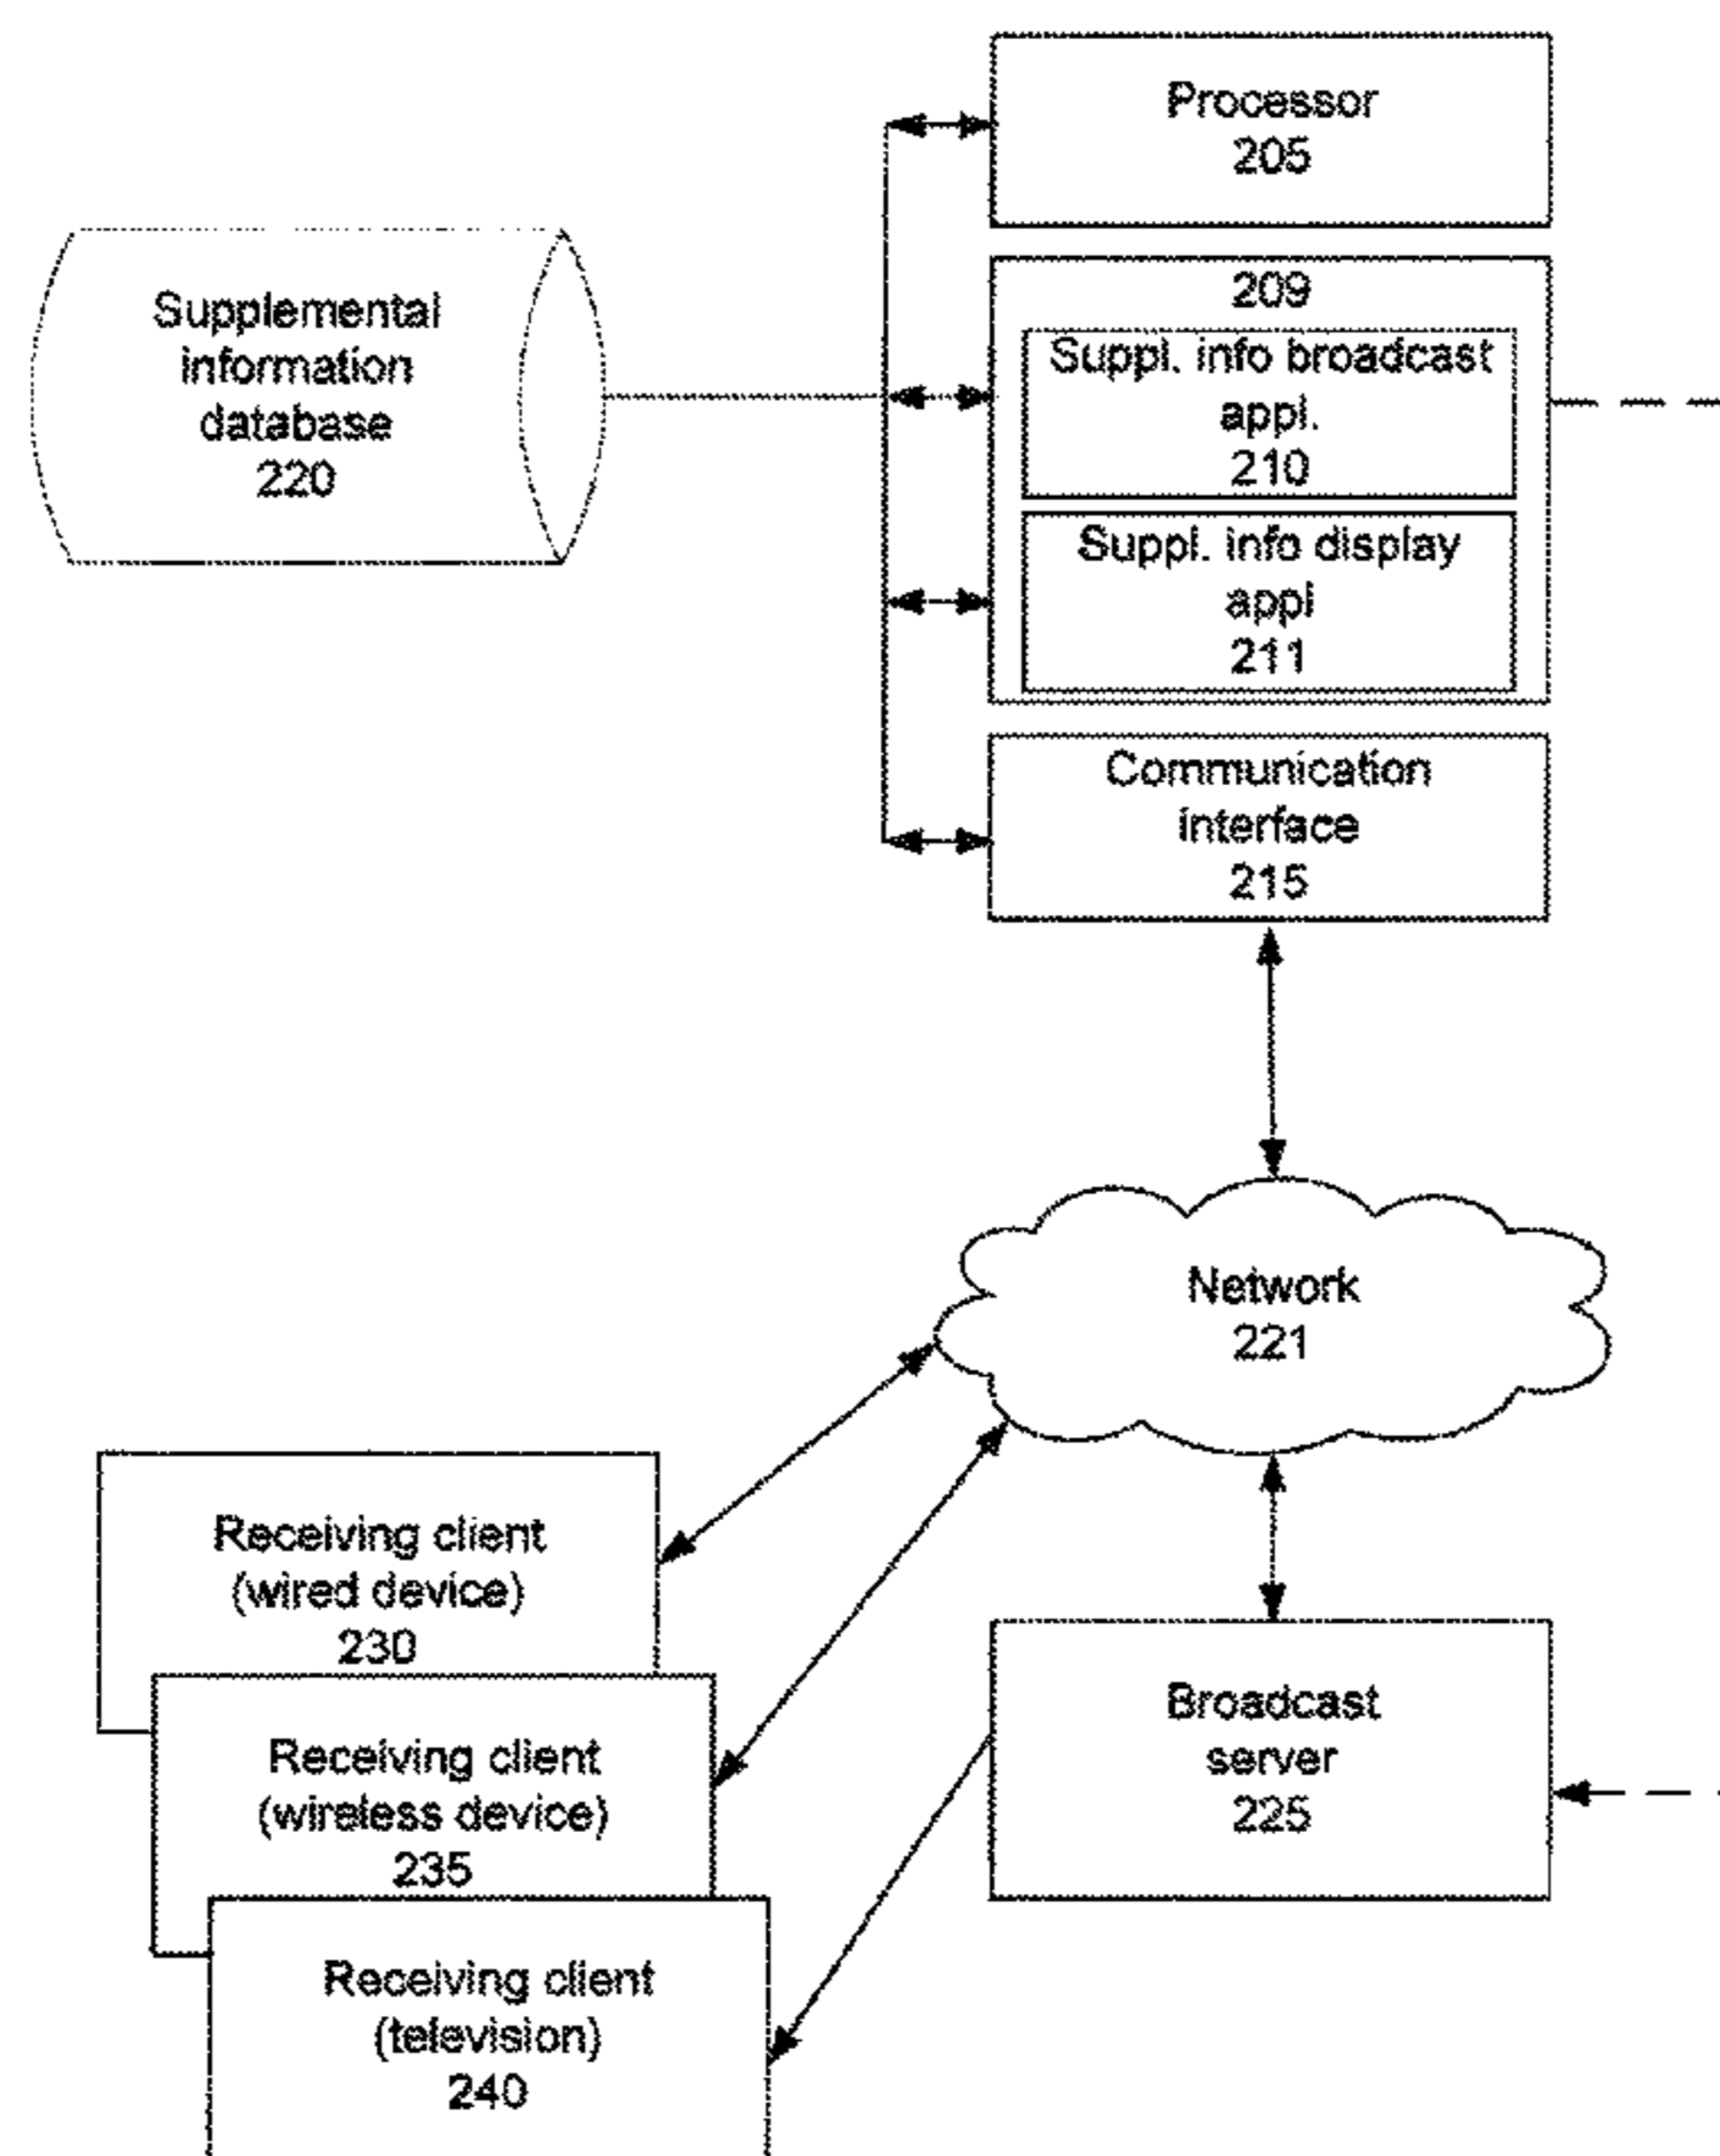 Processor
205
Supplemental
information
database
220
209
Suppl. info broadcast
appl.
210
Suppl. info display
appl
211
Communication
interface
215
Network
221
Receiving client
(wired device)
230
Receiving client
(wireless device)
235
Receiving client
(television)
240
Broadcast
server
225